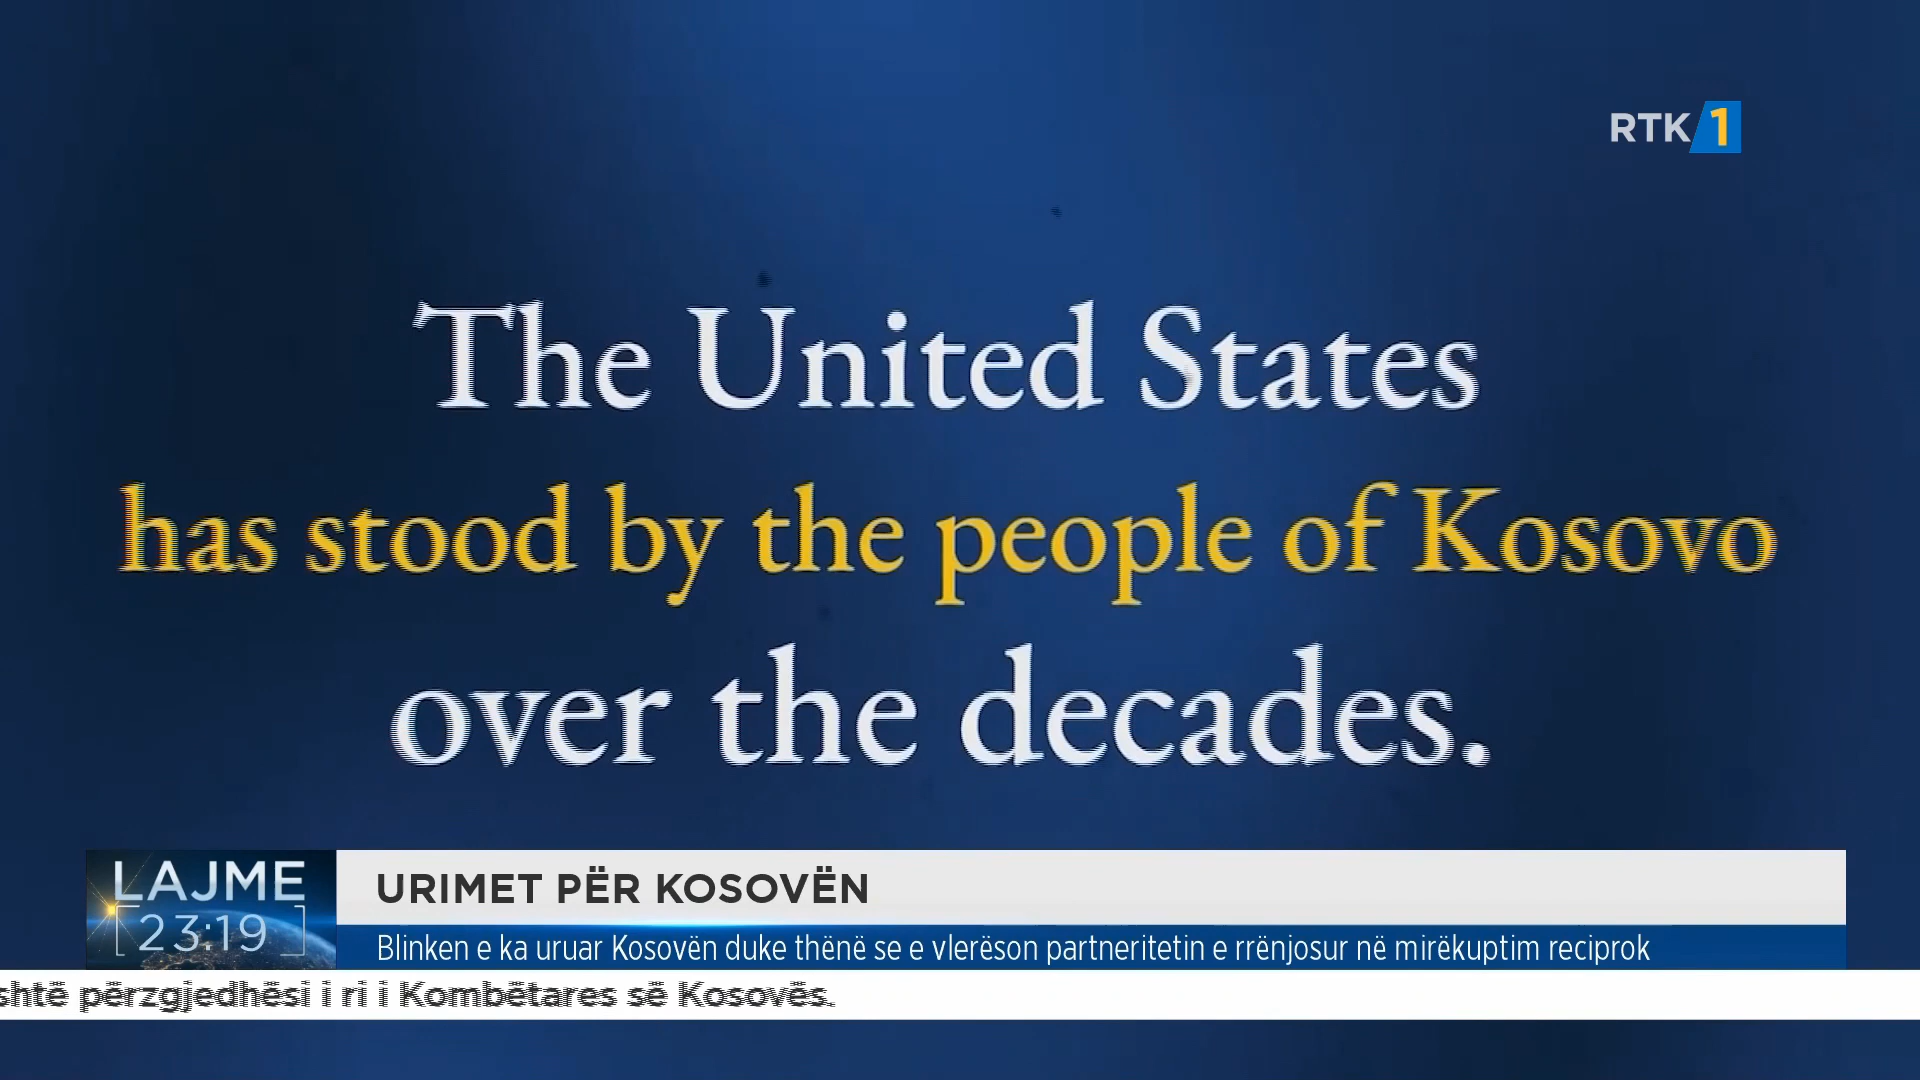 RTK 1
The United States
has stood by the people of Kosovo
over the decades.
LAJME
23:19
URIMET PËR KOSOVËN
Blinken e ka uruar Kosovën duke thënë se e vlerëson partneritetin e rrënjosur në mirëkuptim reciprok
shtë përzgjedhësi i ri i Kombëtares së Kosovës.